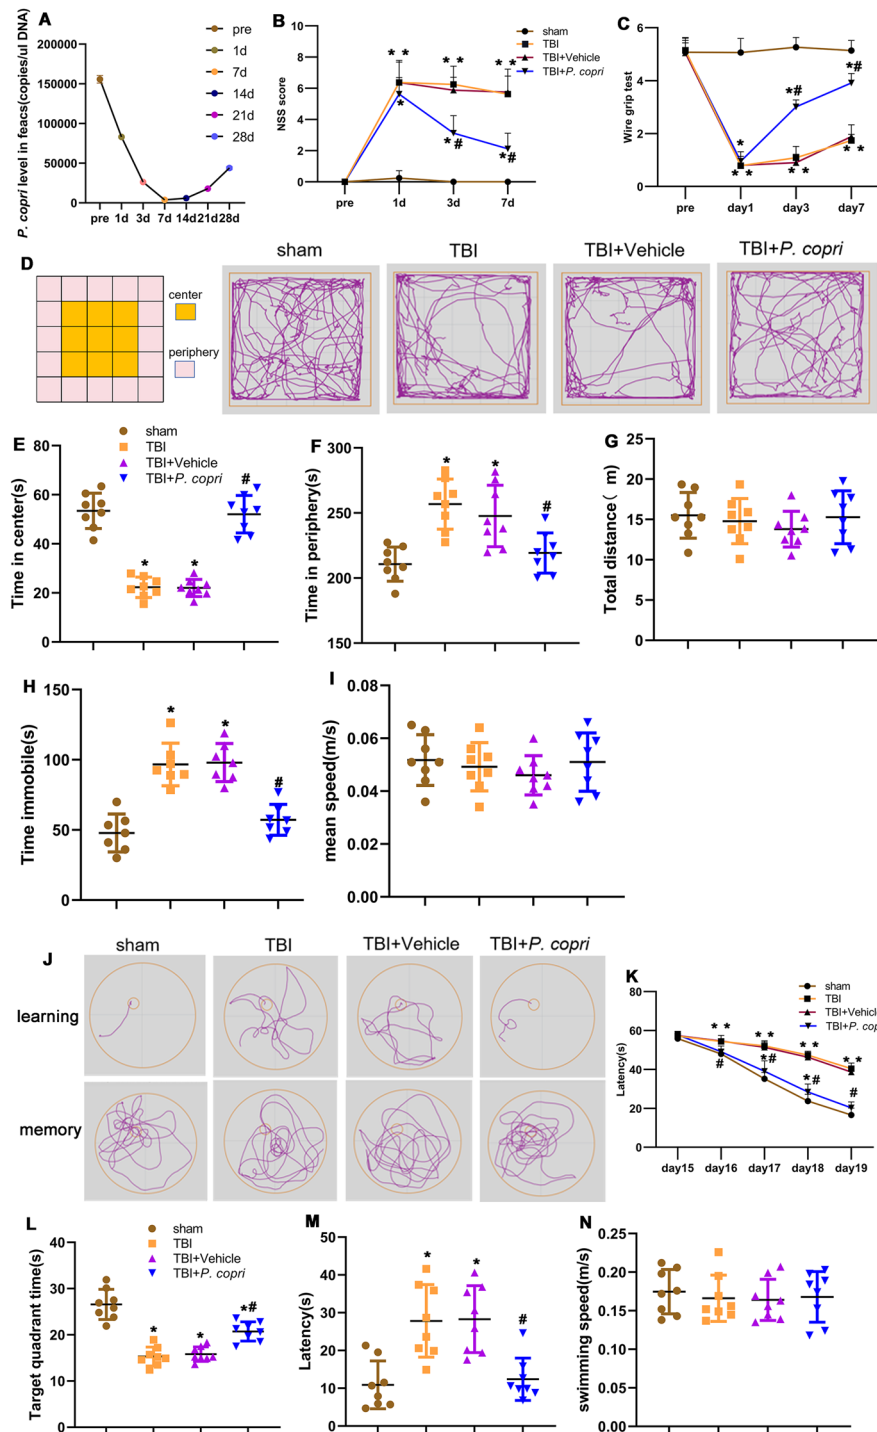 A
P. copri level in feacs(copies/ul DNA)
200000
150000
100000
50000
0
pre 1d 3d 7d 14d 21d 28d
pre
1d
7d
14d
21d
28d
B
NSS score
10
8
6
4
2
0
pre 1d 3d 7d
sham
TBI
TBI+Vehicle
TBI+P. copri
* *
* *
* *
*
*#
*#
C
Wire grip test
6
4
2
0
pre day1 day3 day7
*
*#
*#
* *
* *
* *
D
center
periphery
sham TBI TBI+Vehicle TBI+P. copri
E
sham
TBI
TBI+Vehicle
TBI+P. copri
Time in center(s)
80
60
40
20
0
* * #
F
Time in periphery(s)
300
250
200
150
* * #
G
Total distance( m)
25
20
15
10
5
0
H
Time immobile(s)
150
100
50
0
* * #
I
mean speed(m/s)
0.08
0.06
0.04
0.02
0.00
J
sham TBI TBI+Vehicle TBI+P. copri
learning
memory
K
sham
TBI
TBI+Vehicle
TBI+P. copri
Latency(s)
80
60
40
20
0
day15 day16 day17 day18 day19
* *
* *
* *
* *
#
*#
*#
#
L
sham
TBI
TBI+Vehicle
TBI+P. copri
Target quadrant time(s)
40
30
20
10
0
* * *#
M
Latency(s)
50
40
30
20
10
0
* * #
N
swimming speed(m/s)
0.25
0.20
0.15
0.10
0.05
0.00